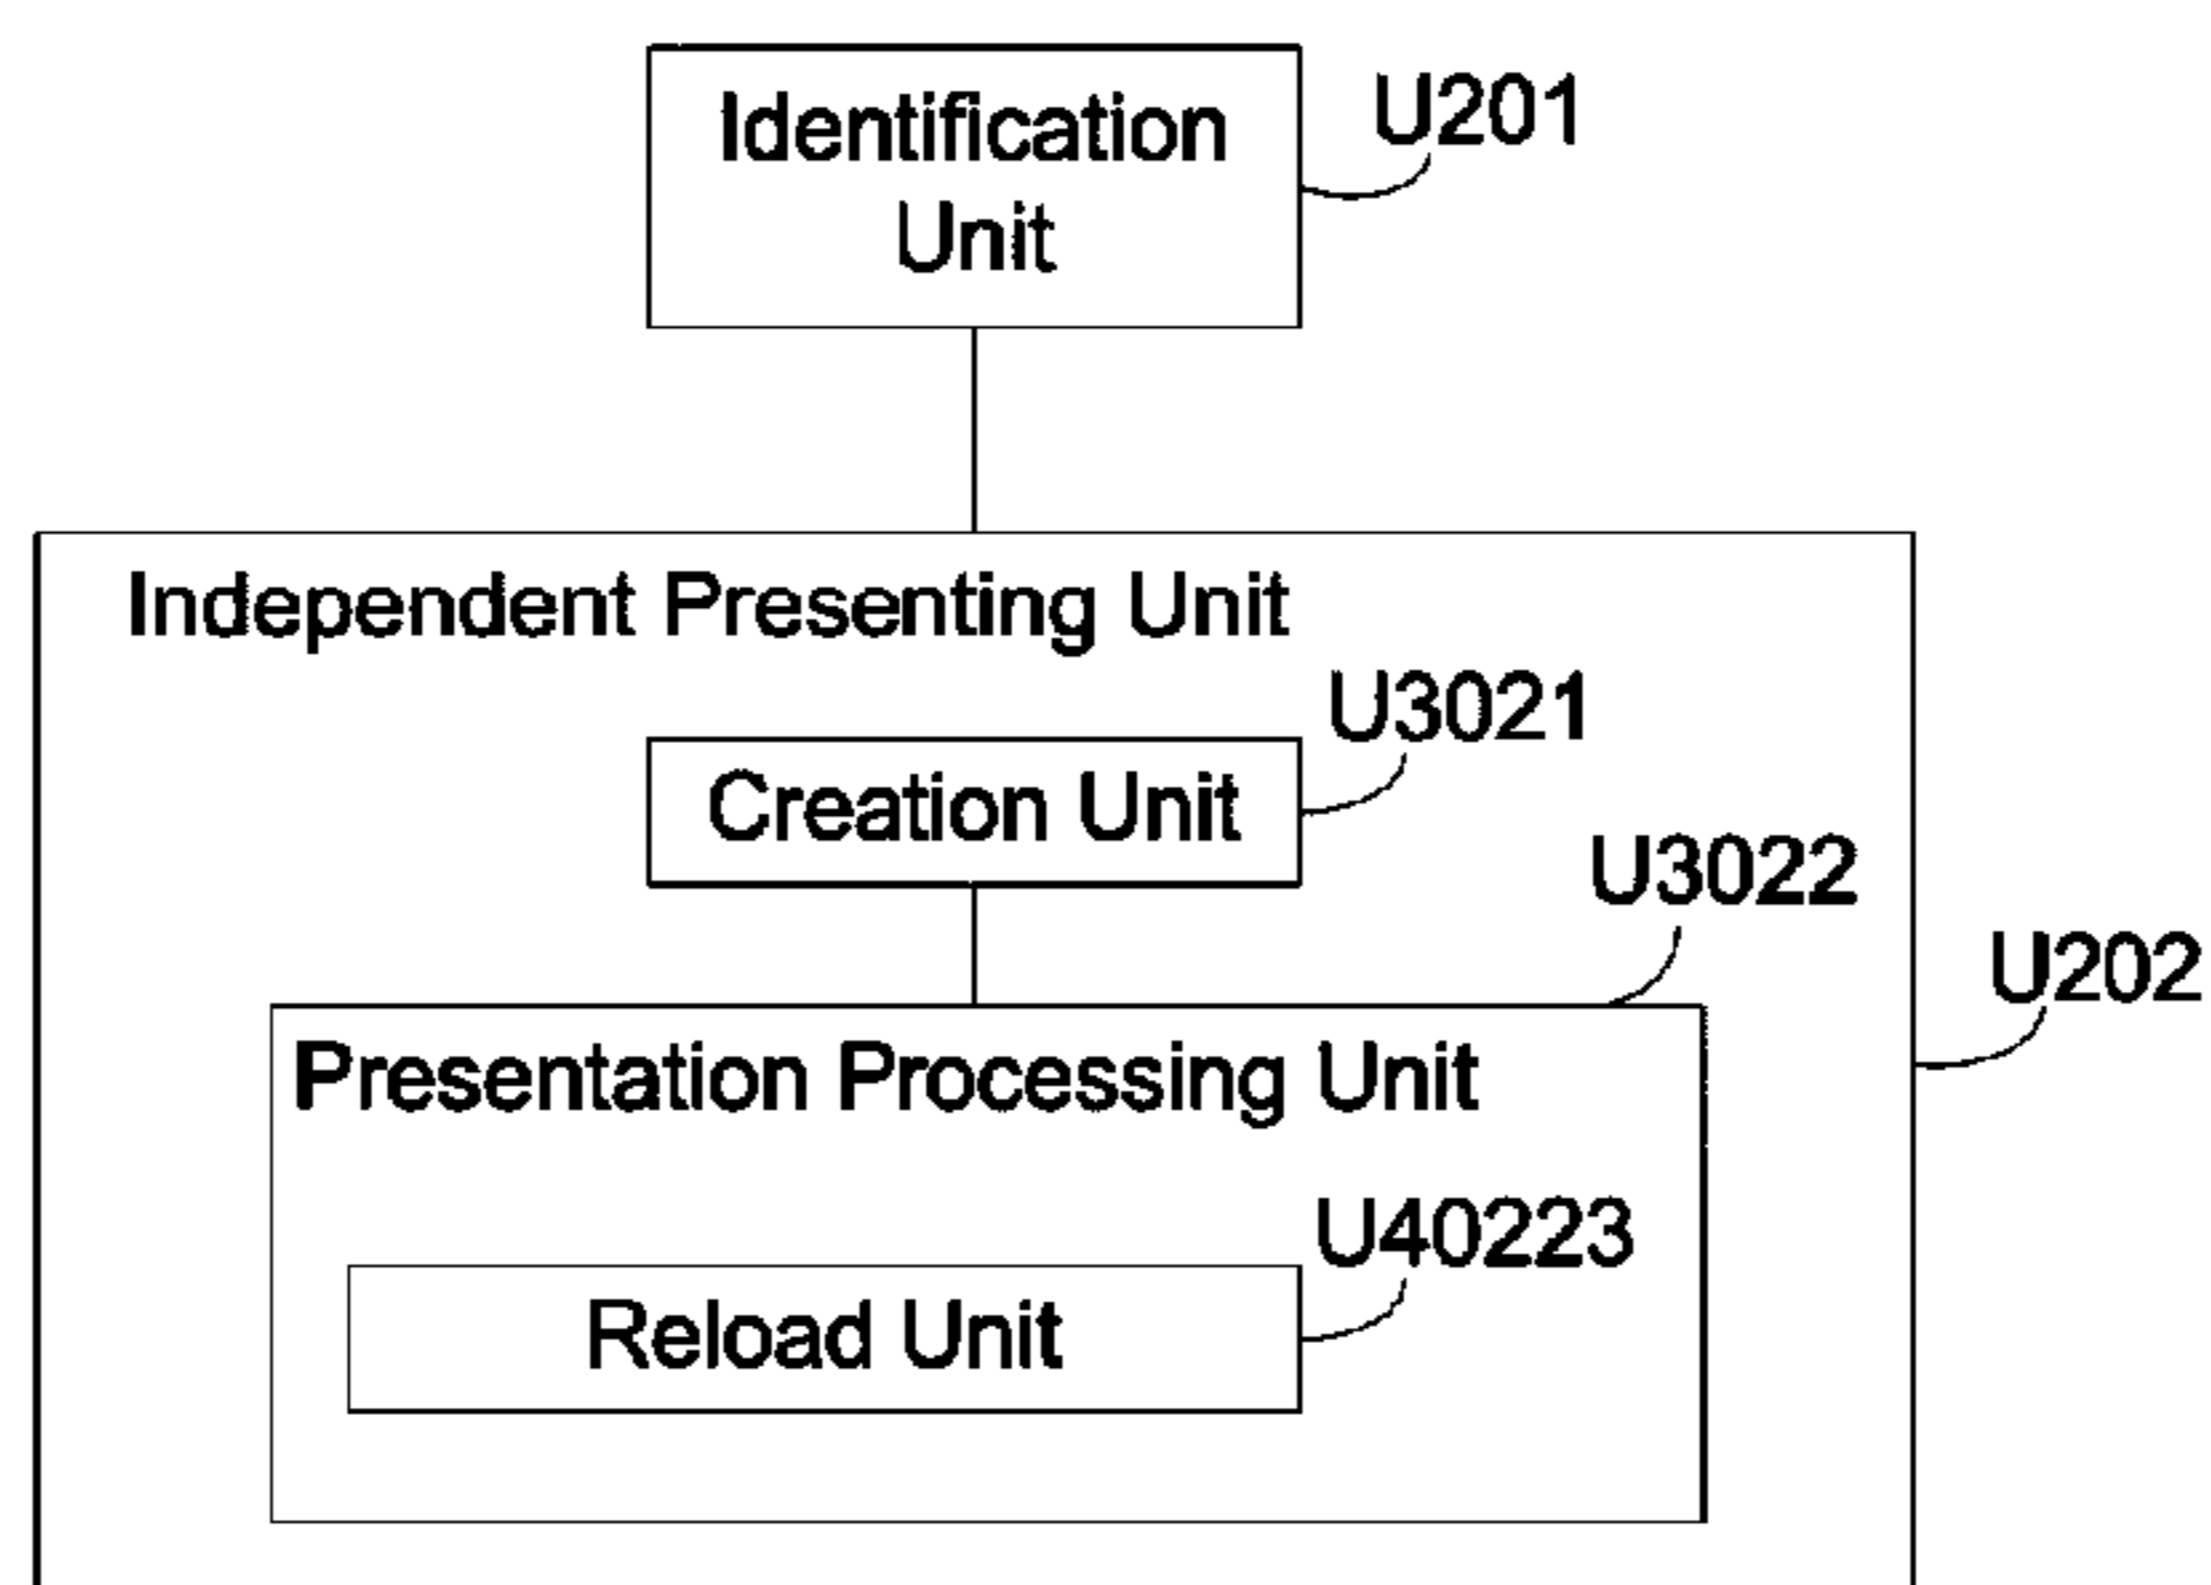 Identification
Unit
U201
Independent Presenting Unit
U3021
Creation Unit
U3022
U202
Presentation Processing Unit
U40223
Reload Unit